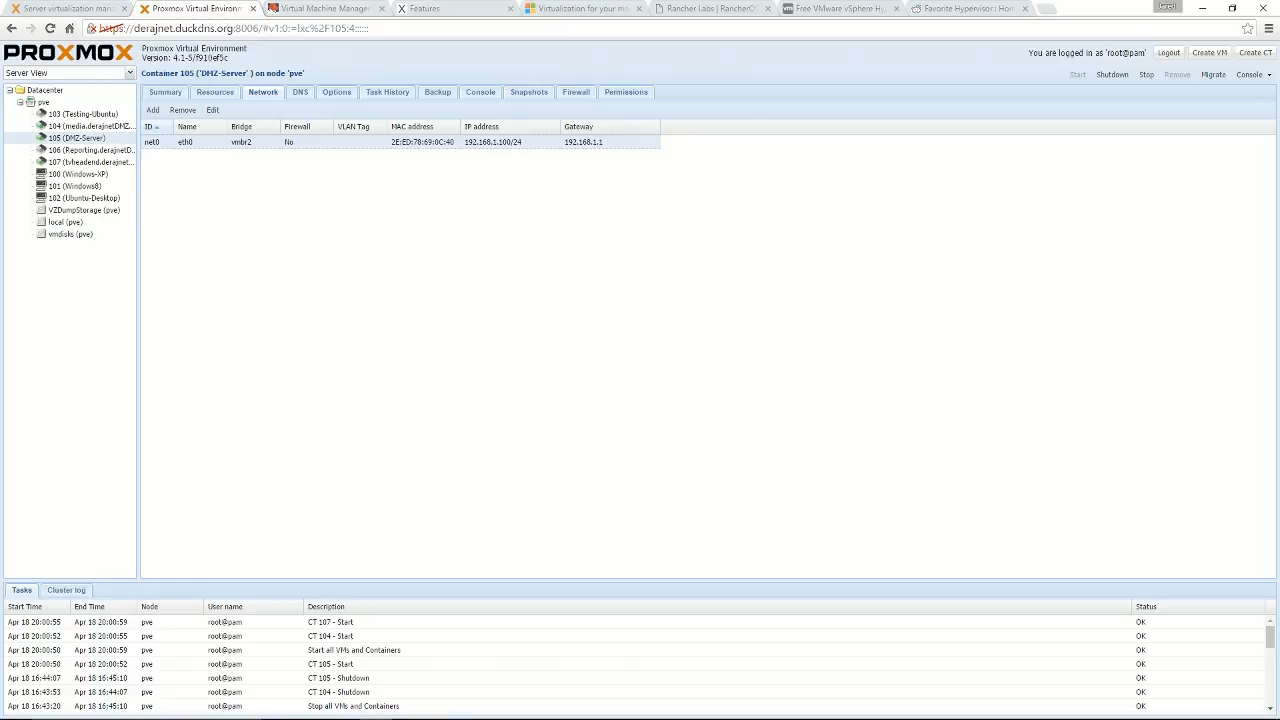 Server virtualization mana
Proxmox Virtual Environm
Virtual Machine Manager
Features
Virtualization for your mo
Rancher Labs | RancherOS
Free VMware vSphere Hy
Favorite Hypervisor: Hom
https://derajnet.duckdns.org:8006/#v1:0:=lxc%2F105:4::::::
PROXMOX
Proxmox Virtual Environment
Version: 4.1-5/f910ef5c
You are logged in as 'root@pam'
Logout
Create VM
Create CT
Server View
Container 105 ('DMZ-Server' ) on node 'pve'
Start
Shutdown
Stop
Remove
Migrate
Console
Datacenter
pve
103 (Testing-Ubuntu)
104 (media.derajnetDMZ...
105 (DMZ-Server)
106 (Reporting.derajnetD...
107 (tvheadend.derajnet...
100 (Windows-XP)
101 (Windows8)
102 (Ubuntu-Desktop)
VZDumpStorage (pve)
local (pve)
vmdisks (pve)
Summary
Resources
Network
DNS
Options
Task History
Backup
Console
Snapshots
Firewall
Permissions
Add
Remove
Edit
ID Name Bridge Firewall VLAN Tag MAC address IP address Gateway
net0 eth0 vmbr2 No 2E:ED:78:69:0C:40 192.168.1.100/24 192.168.1.1
Tasks
Cluster log
Start Time End Time Node User name Description Status
Apr 18 20:00:55 Apr 18 20:00:59 pve root@pam CT 107 - Start OK
Apr 18 20:00:52 Apr 18 20:00:55 pve root@pam CT 104 - Start OK
Apr 18 20:00:50 Apr 18 20:00:59 pve root@pam Start all VMs and Containers OK
Apr 18 20:00:50 Apr 18 20:00:52 pve root@pam CT 105 - Start OK
Apr 18 16:44:07 Apr 18 16:45:10 pve root@pam CT 105 - Shutdown OK
Apr 18 16:43:53 Apr 18 16:44:07 pve root@pam CT 104 - Shutdown OK
Apr 18 16:43:20 Apr 18 16:45:10 pve root@pam Stop all VMs and Containers OK